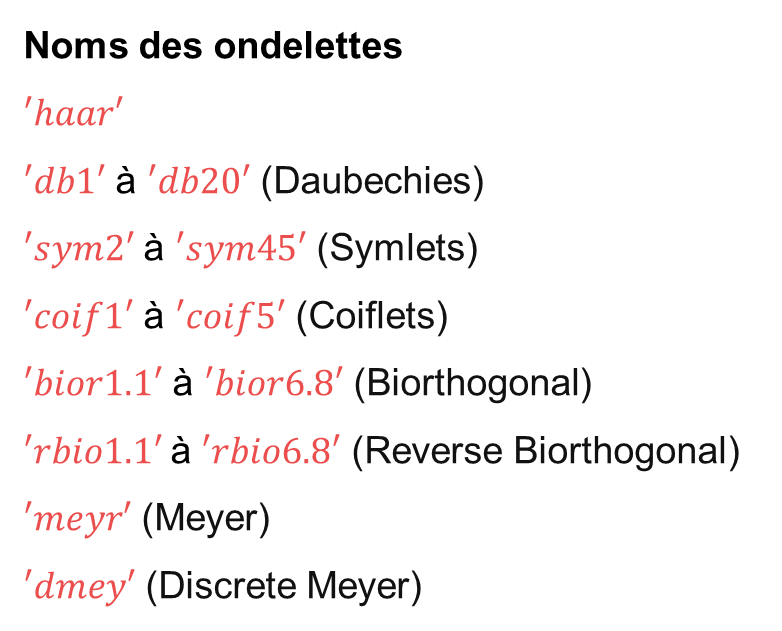 Noms des ondelettes
′haar′
′db1′ à ′db20′ (Daubechies)
′sym2′ à ′sym45′ (Symlets)
′coif1′ à ′coif5′ (Coiflets)
′bior1.1′ à ′bior6.8′ (Biorthogonal)
′rbio1.1′ à ′rbio6.8′ (Reverse Biorthogonal)
′meyr′ (Meyer)
′dmey′ (Discrete Meyer)